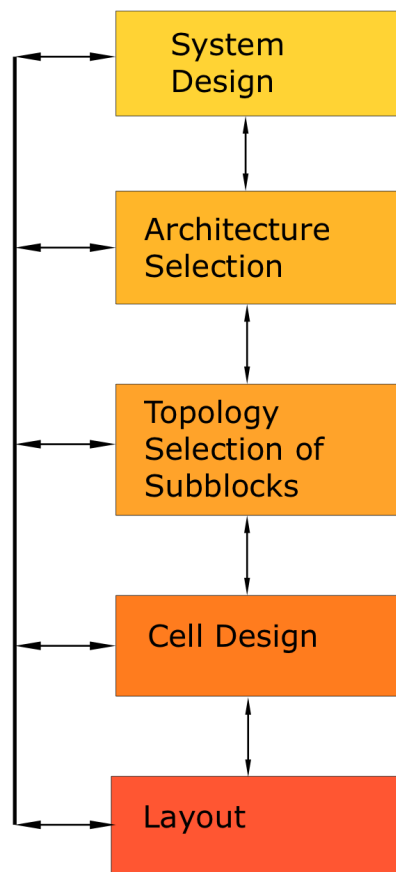 System
Design
Architecture
Selection
Topology
Selection of
Subblocks
Cell Design
Layout